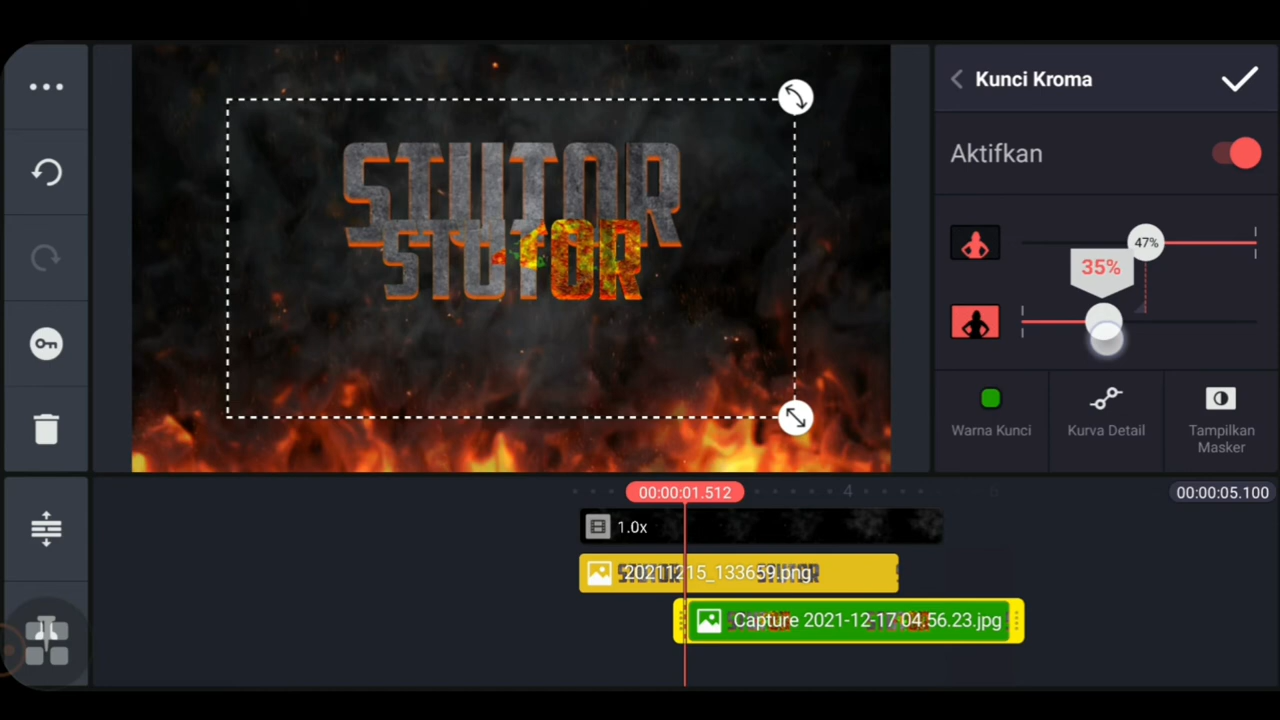 Kunci Kroma
Aktifkan
STUTOR
STUTOR
47%
35%
Warna Kunci
Kurva Detail
Tampilkan
Masker
00:00:01.512
4
00:00:05.100
1.0x
20211215_133659.png
Capture 2021-12-17-04.56.23.jpg